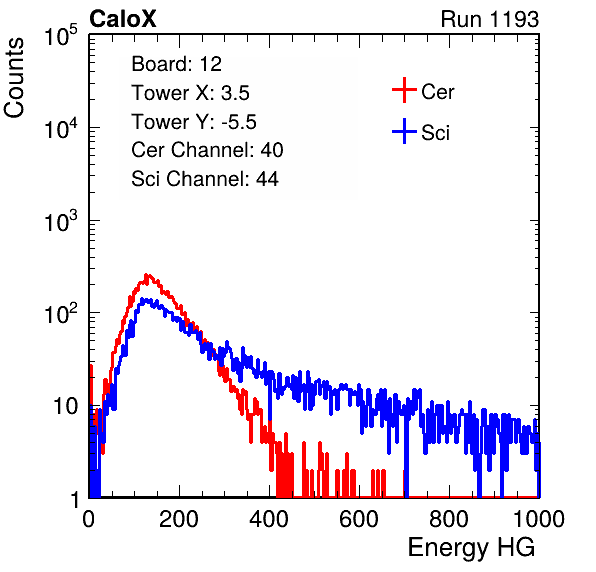 CaloX Run 1193
Counts
10^5
10^4
10^3
10^2
10
1
Board: 12
Tower X: 3.5
Tower Y: -5.5
Cer Channel: 40
Sci Channel: 44
Cer
Sci
0 200 400 600 800 1000
Energy HG